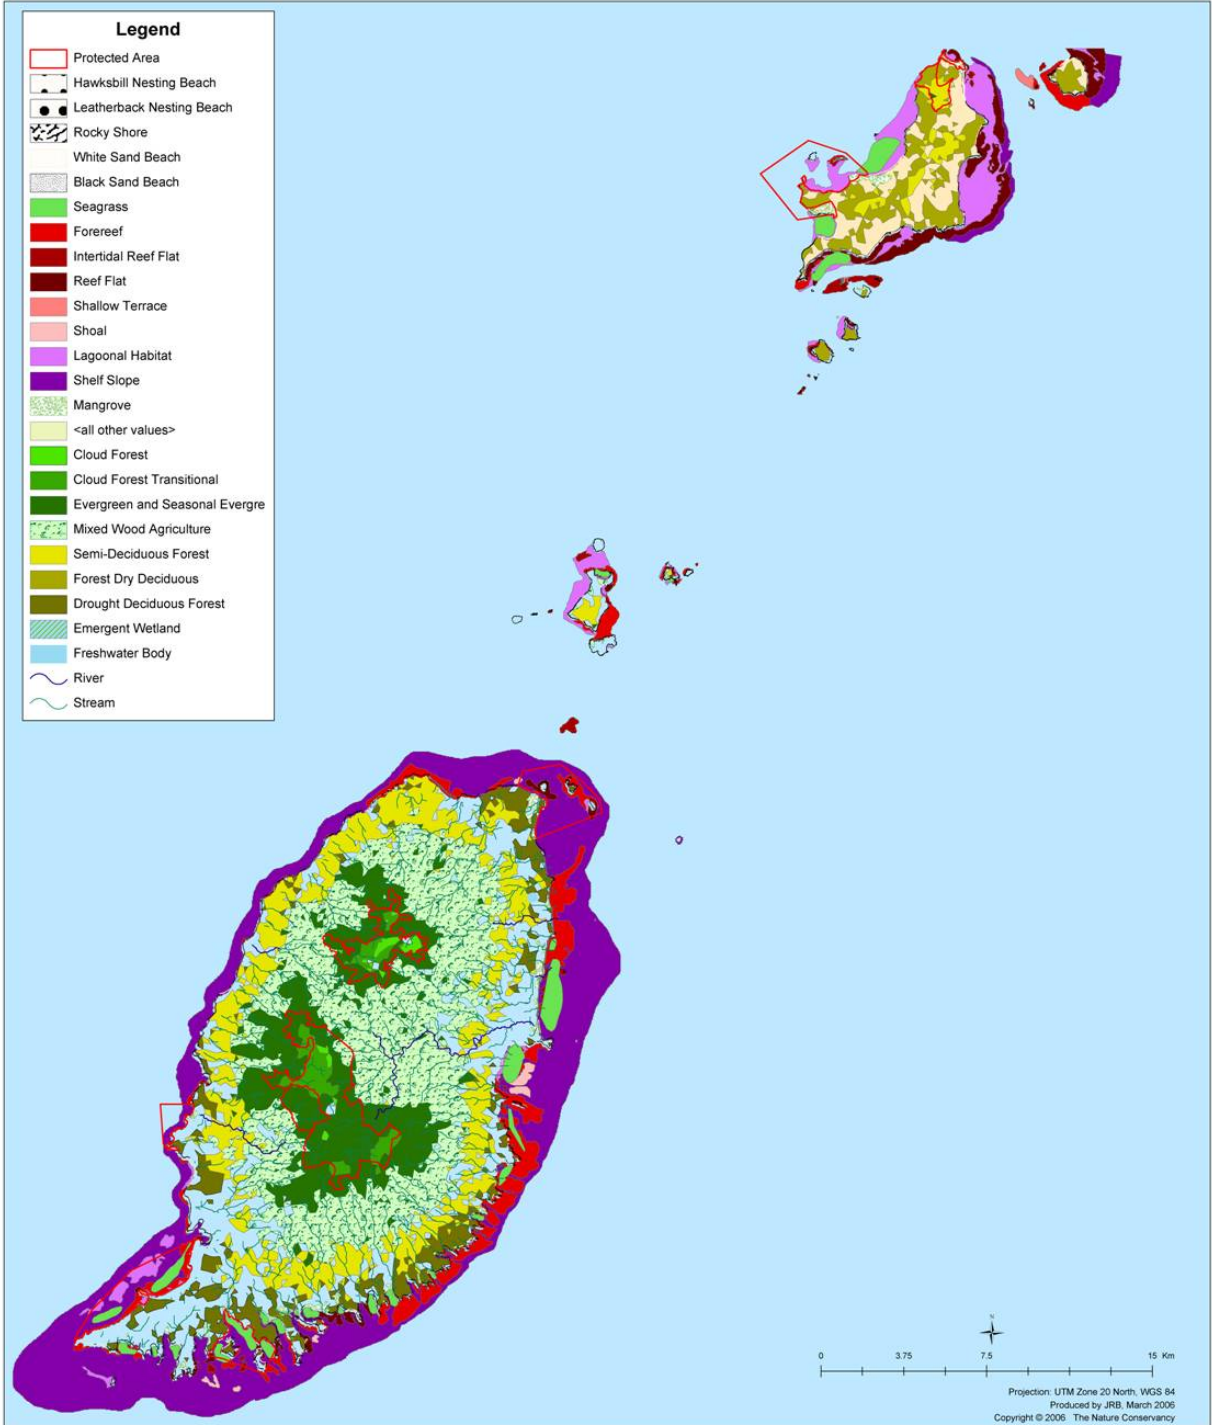 Legend
Protected Area
Hawksbill Nesting Beach
Leatherback Nesting Beach
Rocky Shore
White Sand Beach
Black Sand Beach
Seagrass
Forereef
Intertidal Reef Flat
Reef Flat
Shallow Terrace
Shoal
Lagoonal Habitat
Shelf Slope
Mangrove
<all other values>
Cloud Forest
Cloud Forest Transitional
Evergreen and Seasonal Evergre
Mixed Wood Agriculture
Semi-Deciduous Forest
Forest Dry Deciduous
Drought Deciduous Forest
Emergent Wetland
Freshwater Body
River
Stream
N
0 3.75 7.5 15 Km
Projection: UTM Zone 20 North, WGS 84
Produced by JRB, March 2006
Copyright © 2006 The Nature Conservancy